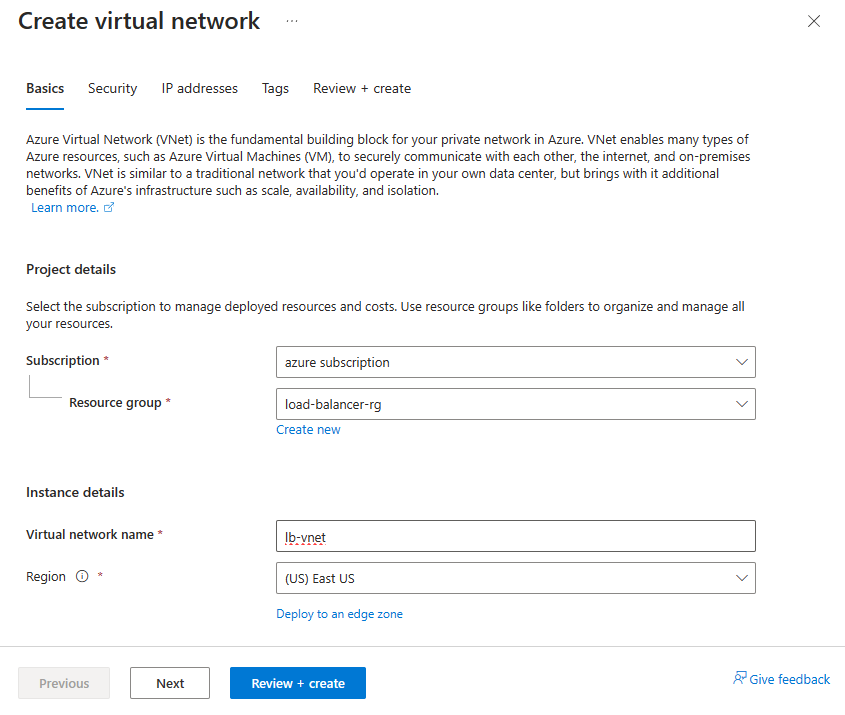 Create virtual network ...
Basics Security IP addresses Tags Review + create
Azure Virtual Network (VNet) is the fundamental building block for your private network in Azure. VNet enables many types of
Azure resources, such as Azure Virtual Machines (VM), to securely communicate with each other, the internet, and on-premises
networks. VNet is similar to a traditional network that you'd operate in your own data center, but brings with it additional
benefits of Azure's infrastructure such as scale, availability, and isolation.
Learn more.
Project details
Select the subscription to manage deployed resources and costs. Use resource groups like folders to organize and manage all
your resources.
Subscription * azure subscription
Resource group * load-balancer-rg
Create new
Instance details
Virtual network name * lb-vnet
Region * (US) East US
Deploy to an edge zone
Previous Next Review + create Give feedback